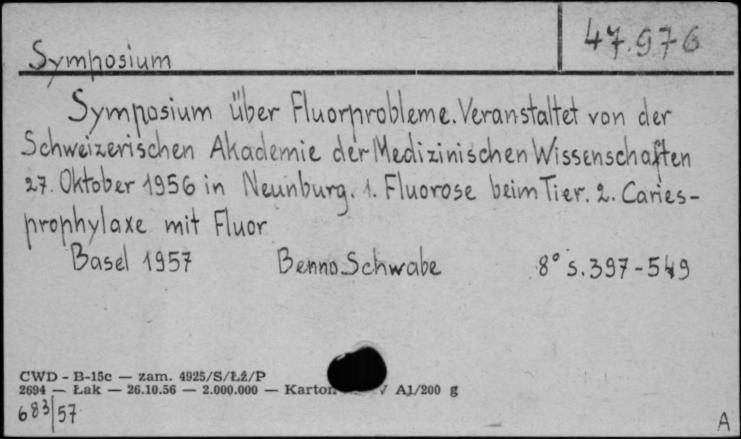 47.976
Symposium
Symposium über Fluorprobleme. Veranstaltet von der
Schweizerischen Akademie der Medizinischen Wissenschaften
27. Oktober 1956 in Neunburg. 1. Fluorose beim Tier. 2. Caries-
prophylaxe mit Fluor
Basel 1957 Benno Schwabe 8° s. 397-549
CWD - B-15c — zam. 4925/S/Łż/P
2694 — Łak — 26.10.56 — 2.000.000 — Karton V A1/200 g
683/57
A